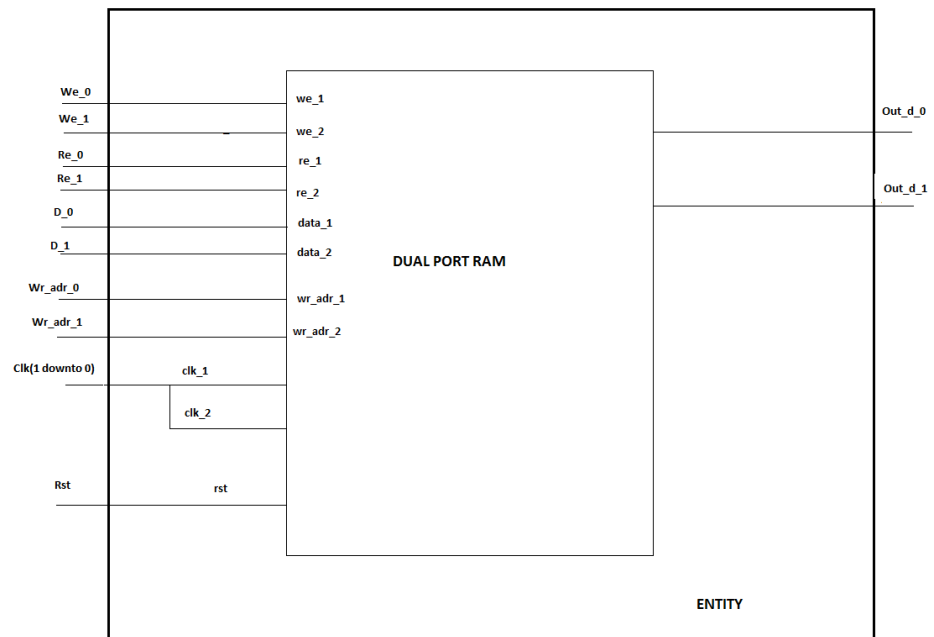 We_0
We_1
Re_0
Re_1
D_0
D_1
Wr_adr_0
Wr_adr_1
Clk(1 downto 0)
Rst
clk_1
clk_2
rst
we_1
we_2
re_1
re_2
data_1
data_2
wr_adr_1
wr_adr_2
DUAL PORT RAM
Out_d_0
Out_d_1
ENTITY